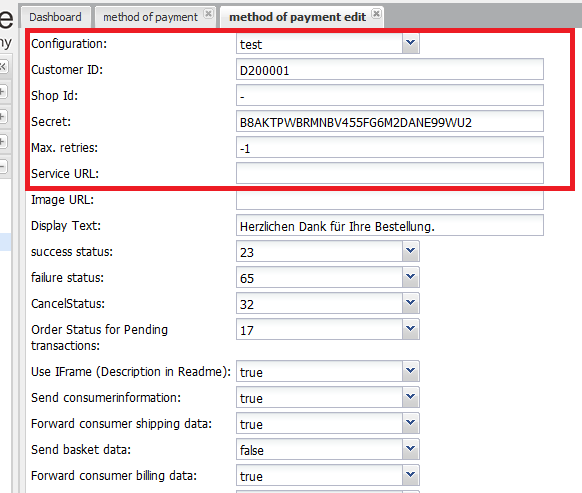 e
ny
Dashboard
method of payment
method of payment edit
Configuration: test
Customer ID: D200001
Shop Id: -
Secret: B8AKTPWBRMNBV455FG6M2DANE99WU2
Max. retries: -1
Service URL:
Image URL:
Display Text: Herzlichen Dank für Ihre Bestellung.
success status: 23
failure status: 65
CancelStatus: 32
Order Status for Pending
transactions: 17
Use IFrame (Description in Readme): true
Send consumerinformation: true
Forward consumer shipping data: true
Send basket data: false
Forward consumer billing data: true